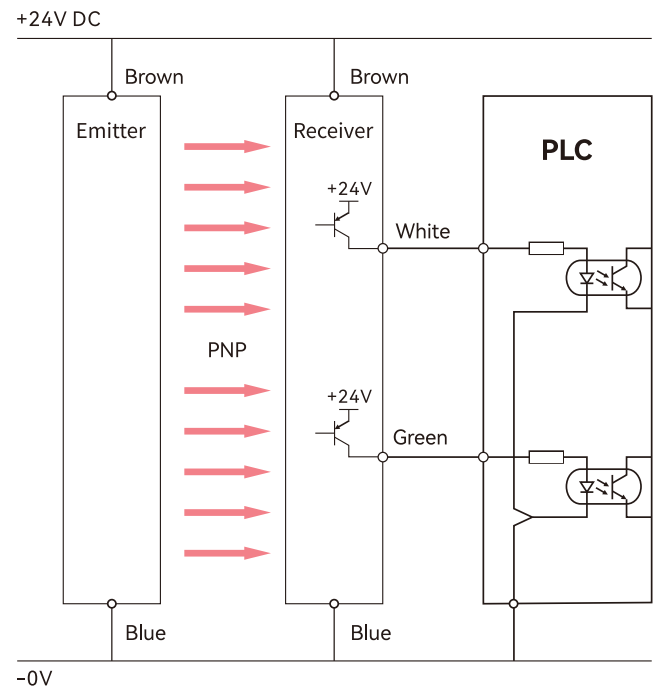 +24V DC
Brown
Brown
Emitter
Receiver
PLC
+24V
White
PNP
+24V
Green
Blue
Blue
-0V